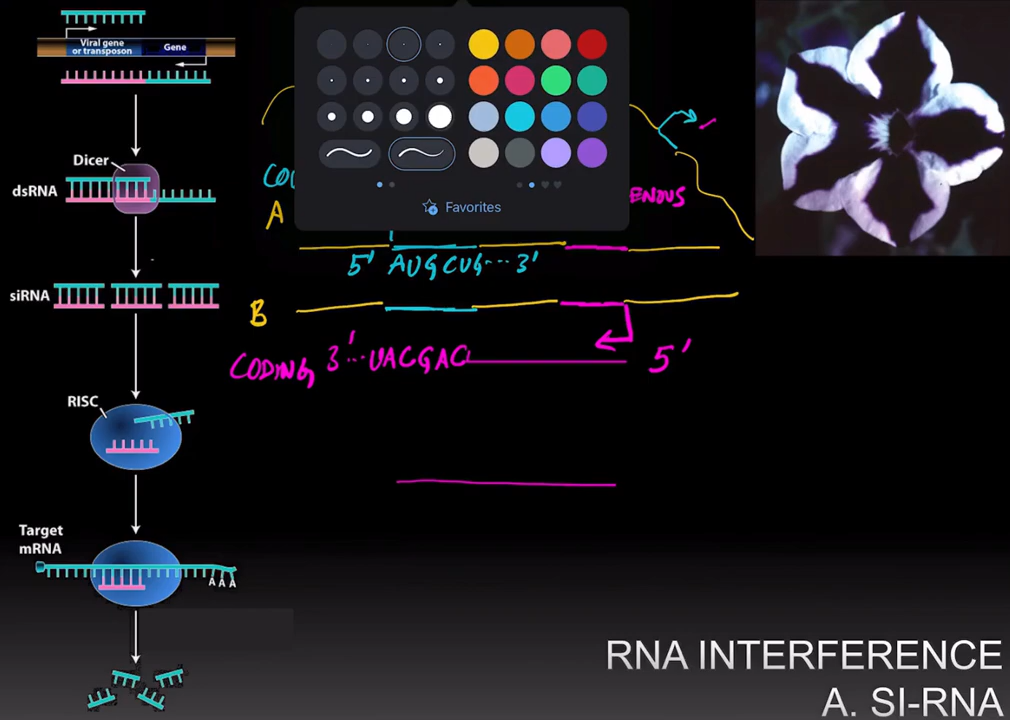 Viral gene
or transposon
Gene
Dicer
dsRNA
siRNA
RISC
Target
mRNA
A A A
Favorites
A
ENOUS
5' AUGCUG--- 3'
B
CODING 3'...UACGAC 5'
RNA INTERFERENCE
A. SI-RNA